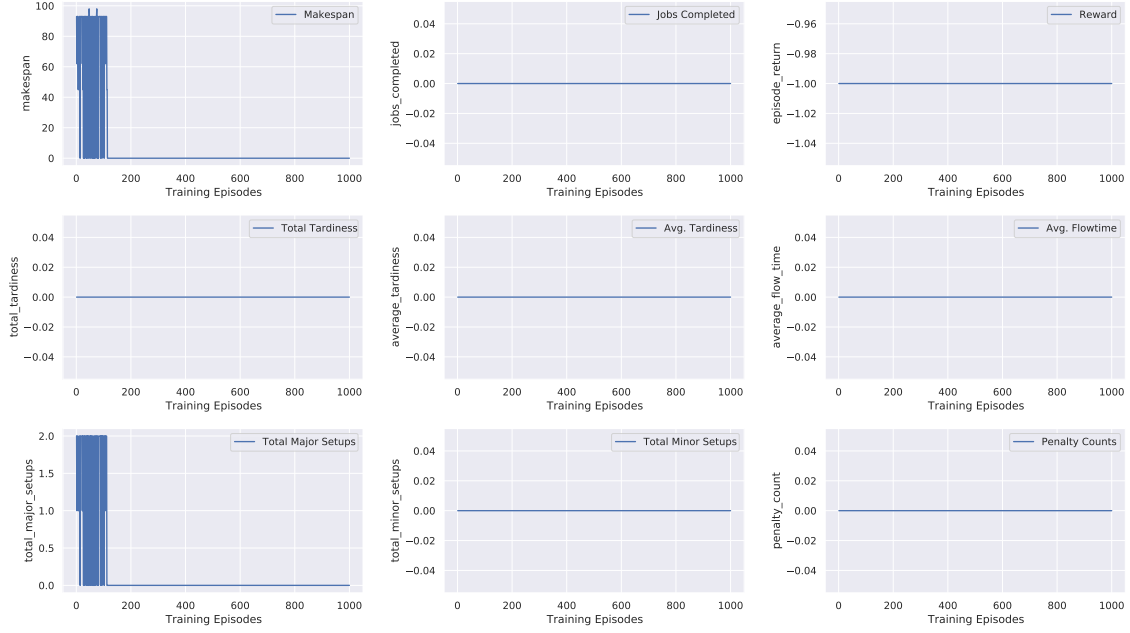 Makespan
100
80
60
40
20
0
makespan
0 200 400 600 800 1000
Training Episodes
Jobs Completed
0.04
0.02
0.00
−0.02
−0.04
jobs_completed
0 200 400 600 800 1000
Training Episodes
Reward
−0.96
−0.98
−1.00
−1.02
−1.04
episode_return
0 200 400 600 800 1000
Training Episodes
Total Tardiness
0.04
0.02
0.00
−0.02
−0.04
total_tardiness
0 200 400 600 800 1000
Training Episodes
Avg. Tardiness
0.04
0.02
0.00
−0.02
−0.04
average_tardiness
0 200 400 600 800 1000
Training Episodes
Avg. Flowtime
0.04
0.02
0.00
−0.02
−0.04
average_flow_time
0 200 400 600 800 1000
Training Episodes
Total Major Setups
2.0
1.5
1.0
0.5
0.0
total_major_setups
0 200 400 600 800 1000
Training Episodes
Total Minor Setups
0.04
0.02
0.00
−0.02
−0.04
total_minor_setups
0 200 400 600 800 1000
Training Episodes
Penalty Counts
0.04
0.02
0.00
−0.02
−0.04
penalty_count
0 200 400 600 800 1000
Training Episodes